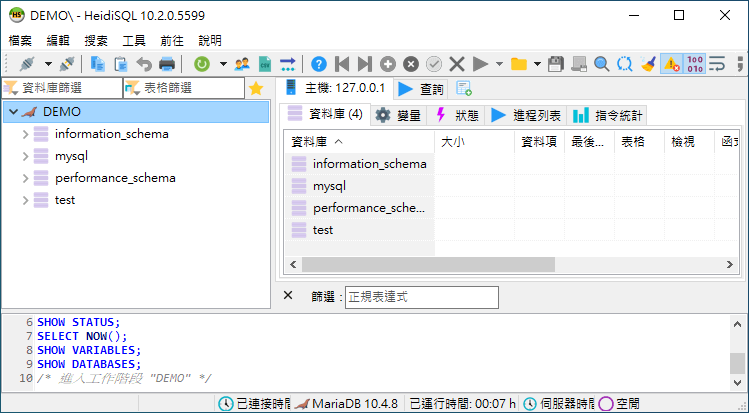 DEMO\ - HeidiSQL 10.2.0.5599
檔案 編輯 搜索 工具 前往 說明
資料庫篩選 表格篩選
主機: 127.0.0.1 查詢
DEMO
information_schema
mysql
performance_schema
test
資料庫 (4) 變量 狀態 進程列表 指令統計
資料庫 大小 資料項 最後... 表格 檢視 函式
information_schema
mysql
performance_sche...
test
篩選：正規表達式
6 SHOW STATUS;
7 SELECT NOW();
8 SHOW VARIABLES;
9 SHOW DATABASES;
10 /* 進入工作階段 "DEMO" */
已連接時間 MariaDB 10.4.8 已運行時間: 00:07 h 伺服器時間 空閒